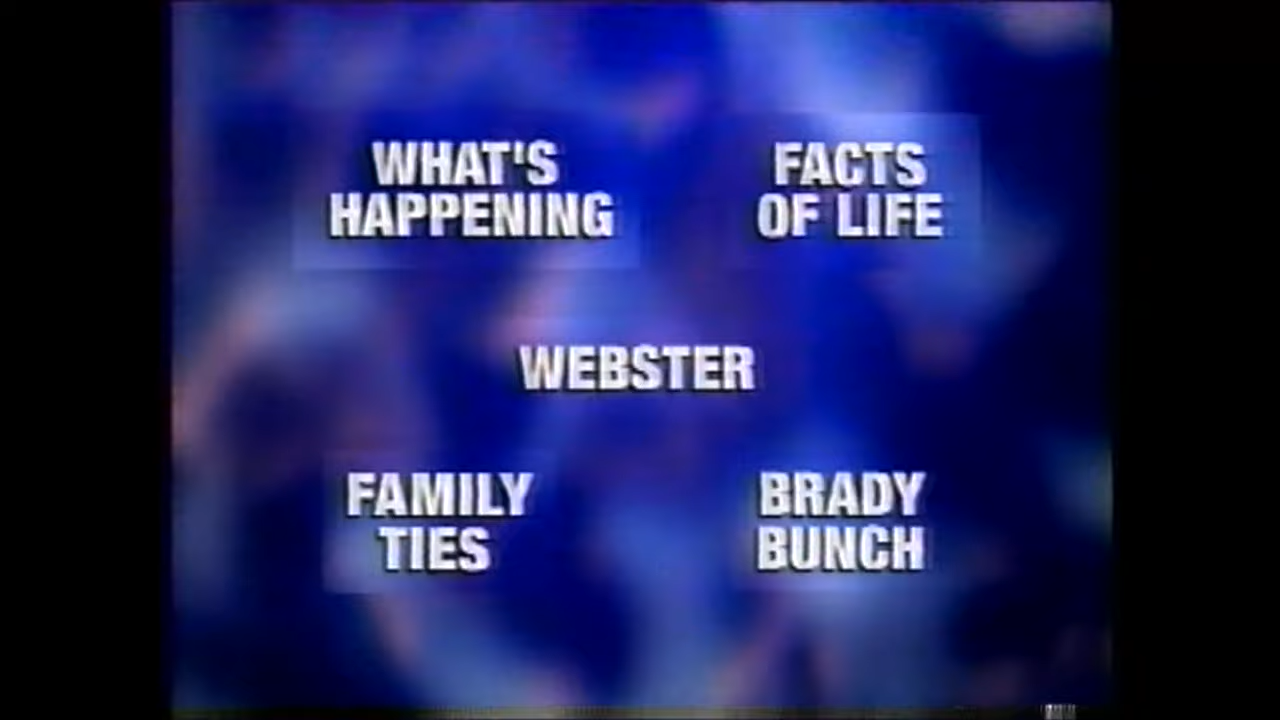 WHAT'S
HAPPENING
FACTS
OF LIFE
WEBSTER
FAMILY
TIES
BRADY
BUNCH